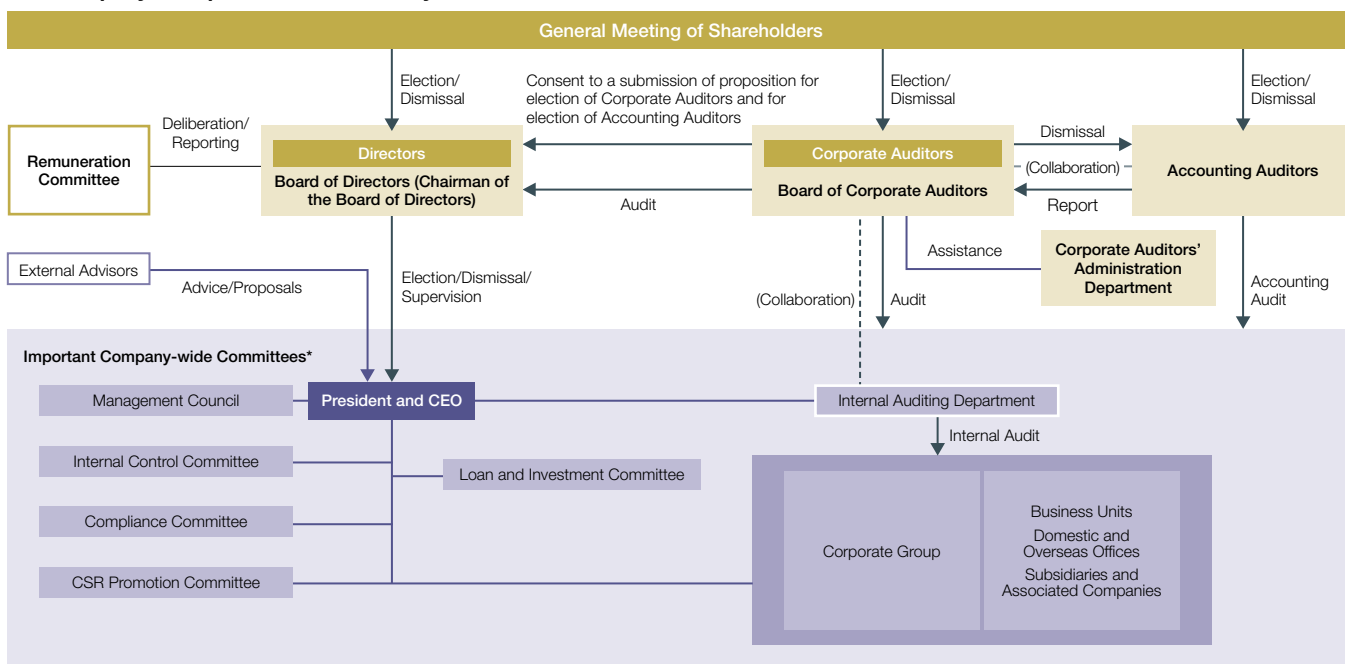 General Meeting of Shareholders
Election/
Dismissal
Consent to a submission of proposition for
election of Corporate Auditors and for
election of Accounting Auditors
Election/
Dismissal
Election/
Dismissal
Remuneration
Committee
Deliberation/
Reporting
Directors
Board of Directors (Chairman of
the Board of Directors)
Audit
Corporate Auditors
Board of Corporate Auditors
Dismissal
(Collaboration)
Report
Accounting Auditors
External Advisors
Advice/Proposals
Election/Dismissal/
Supervision
(Collaboration)
Audit
Assistance
Corporate Auditors’
Administration
Department
Accounting
Audit
Important Company-wide Committees*
Management Council
President and CEO
Internal Auditing Department
Internal Audit
Internal Control Committee
Loan and Investment Committee
Compliance Committee
CSR Promotion Committee
Corporate Group
Business Units
Domestic and
Overseas Offices
Subsidiaries and
Associated Companies